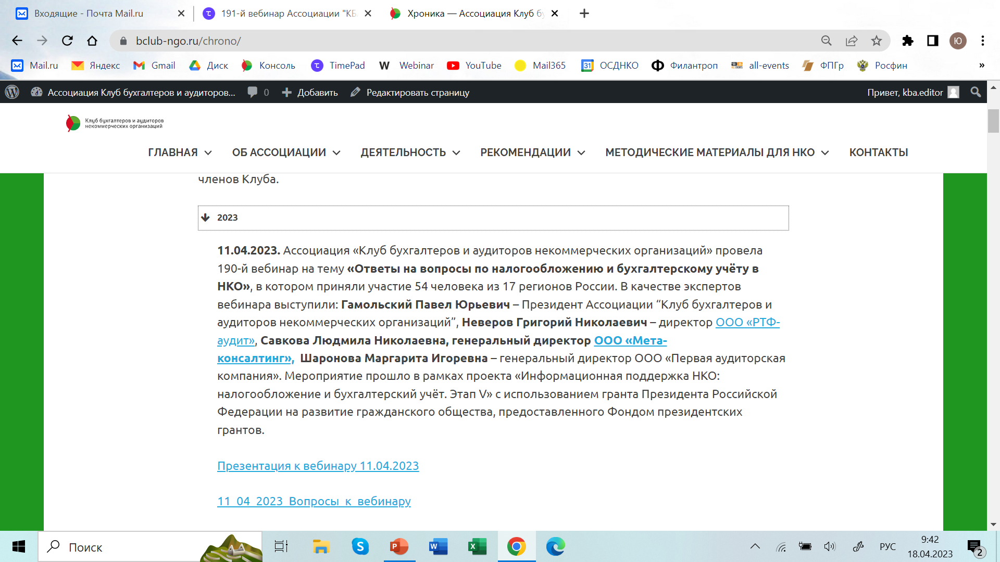 Входящие - Почта Mail.ru
191-й вебинар Ассоциации "КБ
Хроника — Ассоциация Клуб б
bclub-ngo.ru/chrono/
Ю
Mail.ru
Яндекс
Gmail
Диск
Консоль
TimePad
W Webinar
YouTube
Mail365
31 ОСДНКО
Филантроп
all-events
ФПГр
Росфин
»
Ассоциация Клуб бухгалтеров и аудиторов...
0
Добавить
Редактировать страницу
Привет, kba.editor
Клуб бухгалтеров и аудиторов
некоммерческих организаций
ГЛАВНАЯ
ОБ АССОЦИАЦИИ
ДЕЯТЕЛЬНОСТЬ
РЕКОМЕНДАЦИИ
МЕТОДИЧЕСКИЕ МАТЕРИАЛЫ ДЛЯ НКО
КОНТАКТЫ
членов Клуба.
2023
11.04.2023. Ассоциация «Клуб бухгалтеров и аудиторов некоммерческих организаций» провела
190-й вебинар на тему «Ответы на вопросы по налогообложению и бухгалтерскому учёту в
НКО», в котором приняли участие 54 человека из 17 регионов России. В качестве экспертов
вебинара выступили: Гамольский Павел Юрьевич – Президент Ассоциации “Клуб бухгалтеров и
аудиторов некоммерческих организаций”, Неверов Григорий Николаевич – директор ООО «РТФ-
аудит», Савкова Людмила Николаевна, генеральный директор ООО «Мета-
консалтинг», Шаронова Маргарита Игоревна – генеральный директор ООО «Первая аудиторская
компания». Мероприятие прошло в рамках проекта «Информационная поддержка НКО:
налогообложение и бухгалтерский учёт. Этап V» с использованием гранта Президента Российской
Федерации на развитие гражданского общества, предоставленного Фондом президентских
грантов.
Презентация к вебинару 11.04.2023
11_04_2023_Вопросы_к_вебинару
Поиск
РУС
9:42
18.04.2023
2